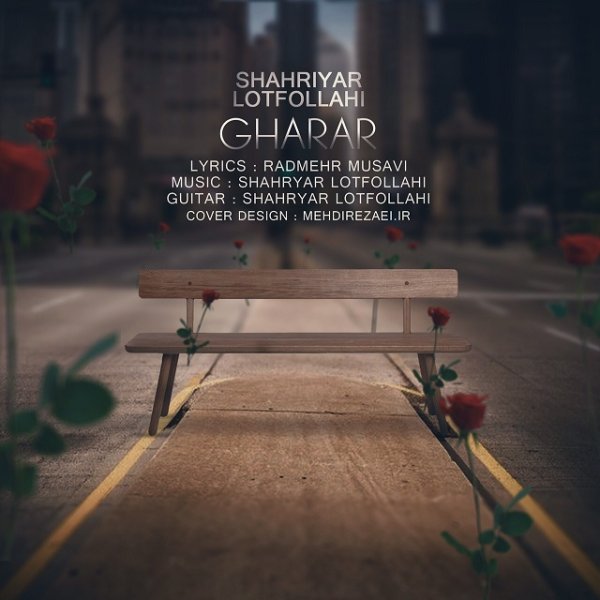 SHAHRIYAR
LOTFOLLAHI
GHARAR
LYRICS : RADMEHR MUSAVI
MUSIC : SHAHRYAR LOTFOLLAHI
GUITAR : SHAHRYAR LOTFOLLAHI
COVER DESIGN : MEHDIREZAEI.IR